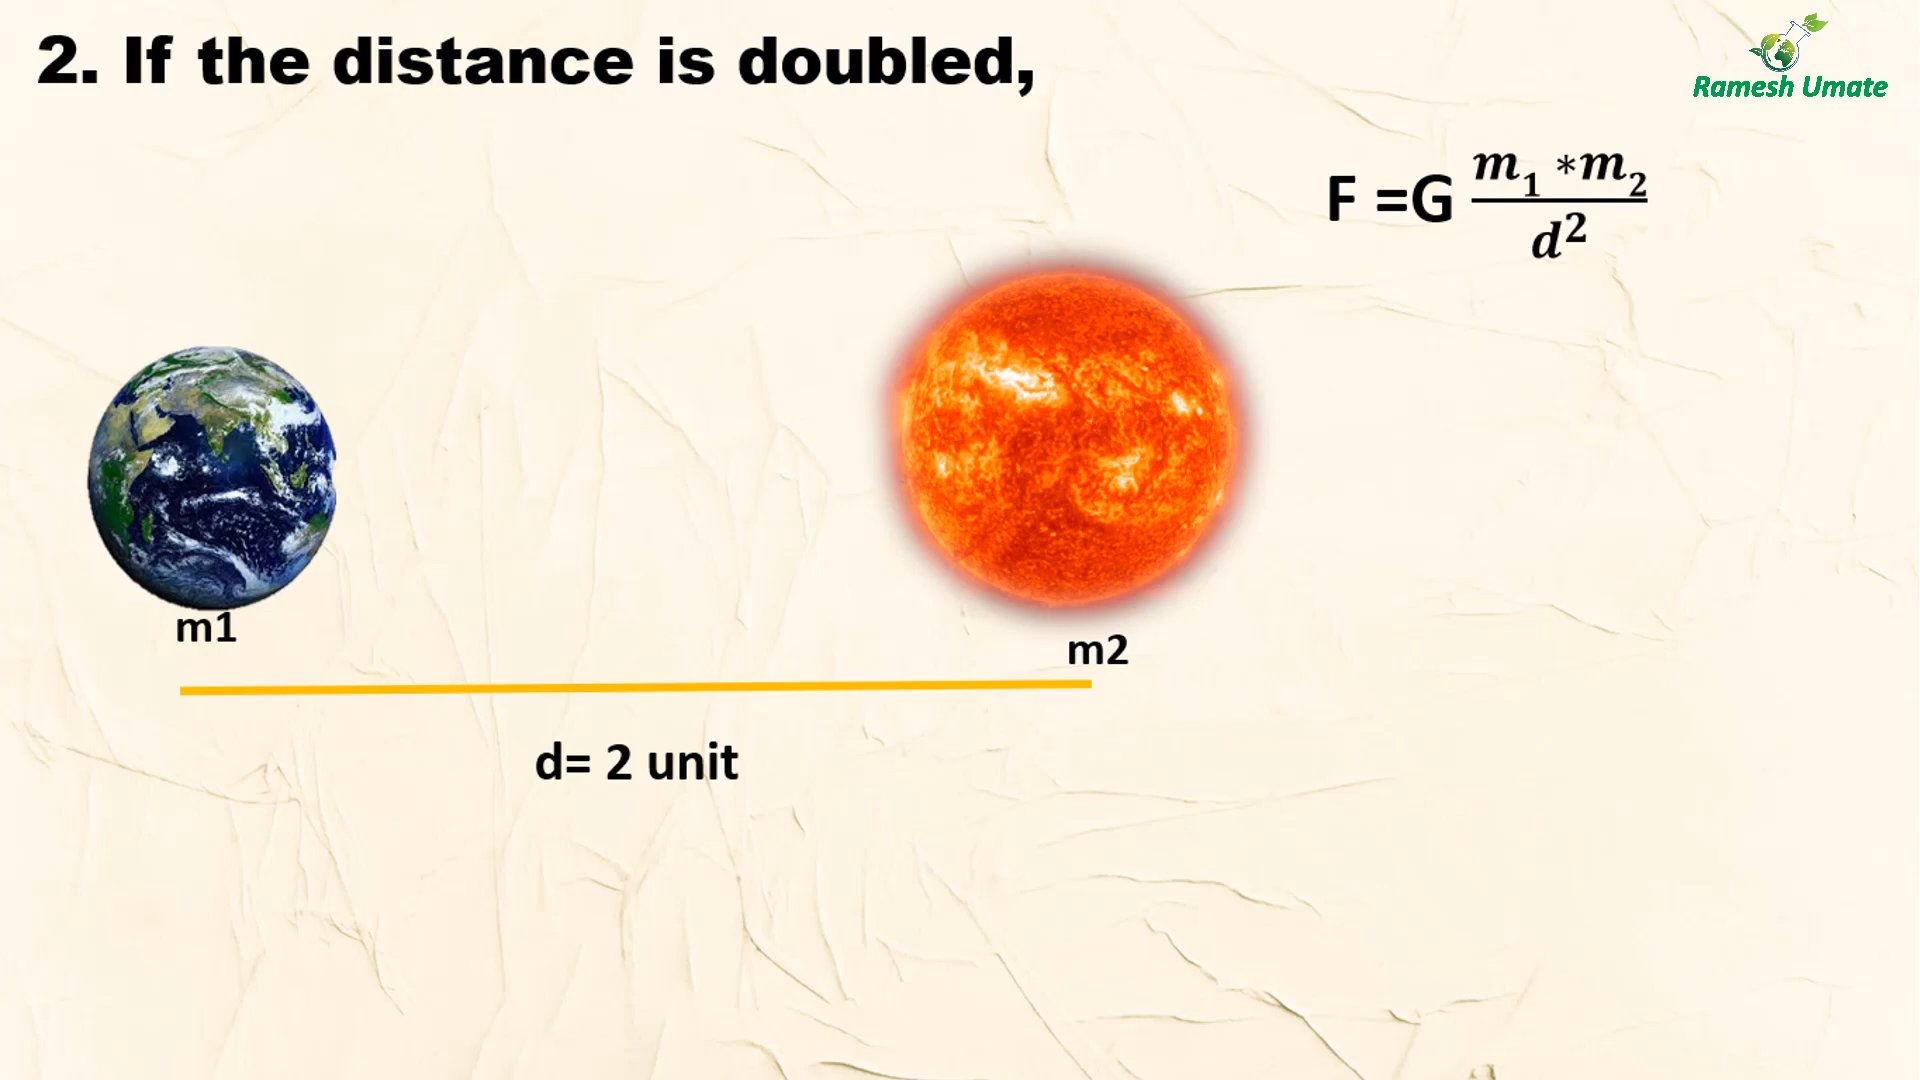 2. If the distance is doubled,
Ramesh Umate
F =G m₁ *m₂ / d²
m1
m2
d= 2 unit